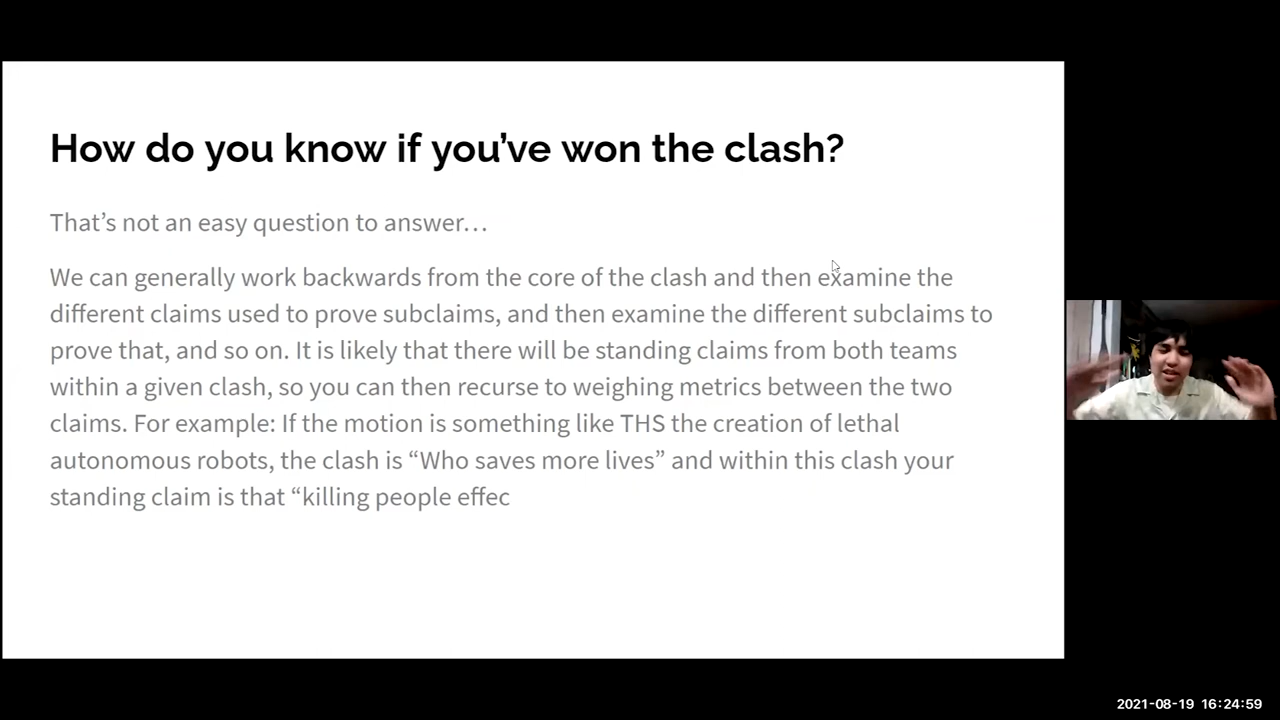 How do you know if you’ve won the clash?
That’s not an easy question to answer…
We can generally work backwards from the core of the clash and then examine the
different claims used to prove subclaims, and then examine the different subclaims to
prove that, and so on. It is likely that there will be standing claims from both teams
within a given clash, so you can then recurse to weighing metrics between the two
claims. For example: If the motion is something like THS the creation of lethal
autonomous robots, the clash is “Who saves more lives” and within this clash your
standing claim is that “killing people effec
2021-08-19 16:24:59